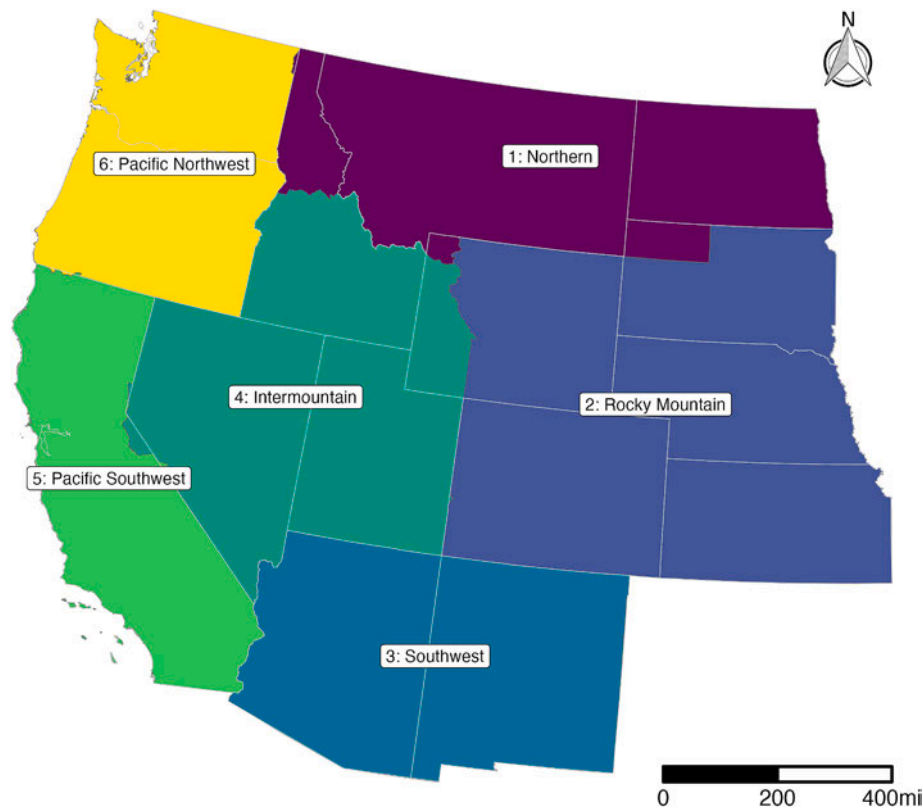 N
1: Northern
6: Pacific Northwest
4: Intermountain
2: Rocky Mountain
5: Pacific Southwest
3: Southwest
0 200 400mi